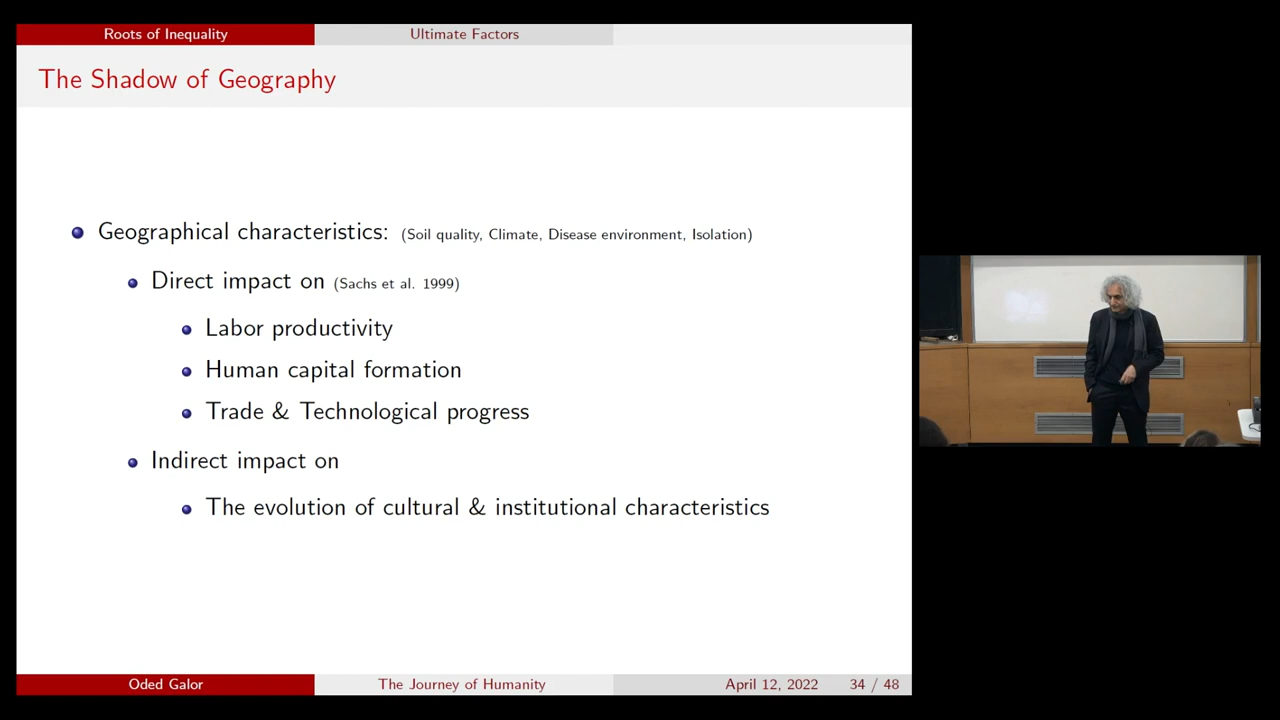 Roots of Inequality Ultimate Factors
The Shadow of Geography
Geographical characteristics: (Soil quality, Climate, Disease environment, Isolation)
Direct impact on (Sachs et al. 1999)
Labor productivity
Human capital formation
Trade & Technological progress
Indirect impact on
The evolution of cultural & institutional characteristics
Oded Galor The Journey of Humanity April 12, 2022 34 / 48